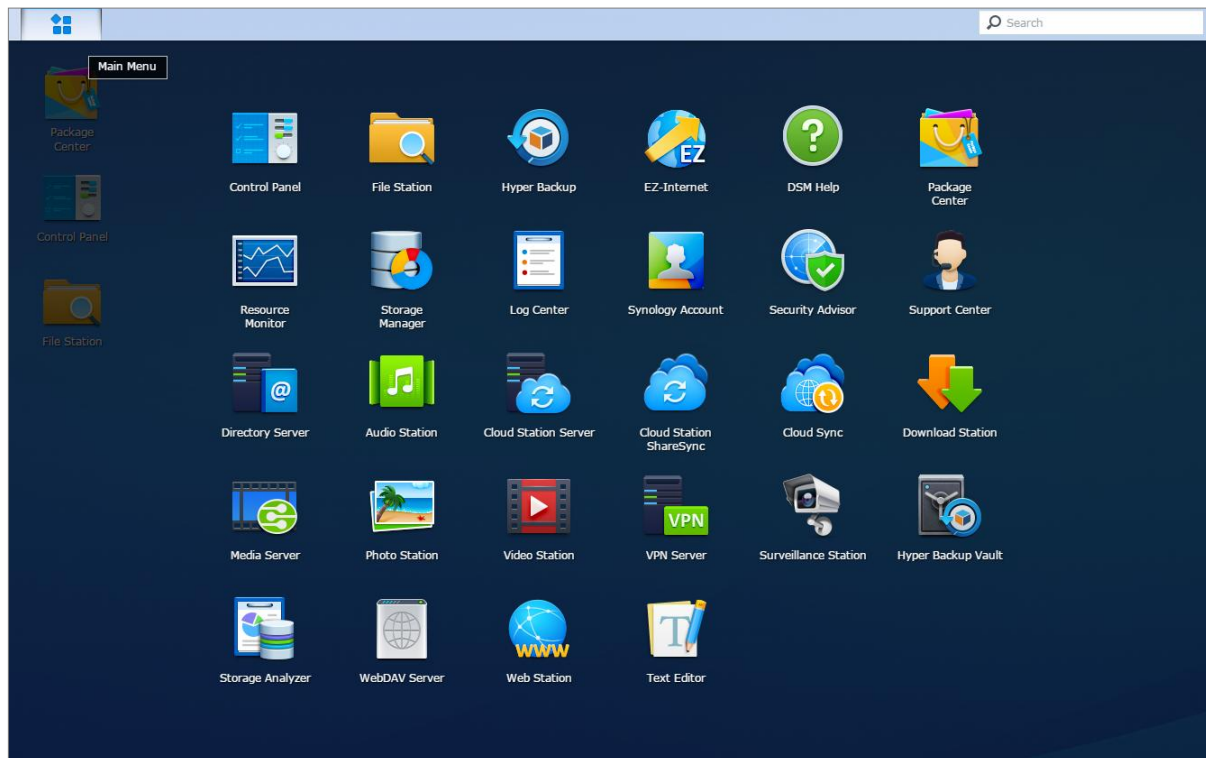 Search
Main Menu
Package
Center
Control Panel
File Station
Control Panel
File Station
Hyper Backup
EZ
EZ-Internet
?
DSM Help
Package
Center
Resource
Monitor
Storage
Manager
Log Center
Synology Account
Security Advisor
Support Center
@
Directory Server
Audio Station
Cloud Station Server
Cloud Station
ShareSync
Cloud Sync
Download Station
Media Server
Photo Station
Video Station
VPN
VPN Server
Surveillance Station
Hyper Backup Vault
Storage Analyzer
WebDAV Server
WWW
Web Station
T
Text Editor